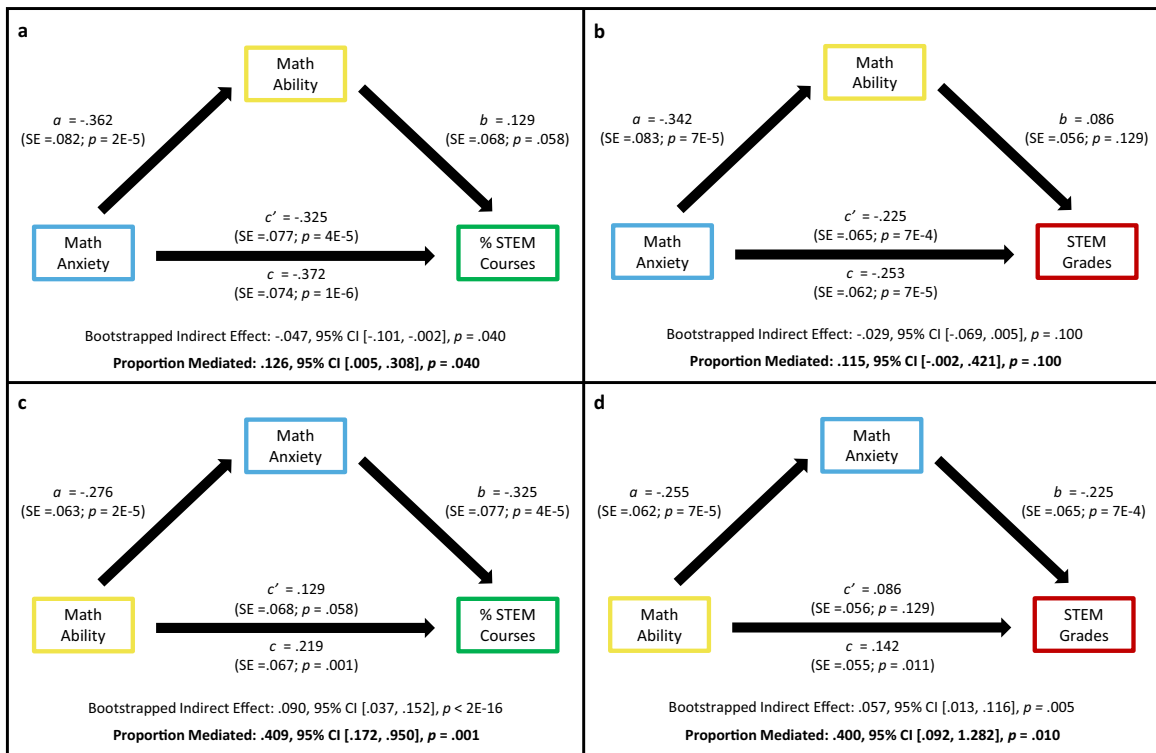 a
Math
Ability
a = -.362
(SE =.082; p = 2E-5)
b = .129
(SE =.068; p = .058)
Math
Anxiety
c' = -.325
(SE =.077; p = 4E-5)
c = -.372
(SE =.074; p = 1E-6)
% STEM
Courses
Bootstrapped Indirect Effect: -.047, 95% CI [-.101, -.002], p = .040
Proportion Mediated: .126, 95% CI [.005, .308], p = .040
b
Math
Ability
a = -.342
(SE =.083; p = 7E-5)
b = .086
(SE =.056; p = .129)
Math
Anxiety
c' = -.225
(SE =.065; p = 7E-4)
c = -.253
(SE =.062; p = 7E-5)
STEM
Grades
Bootstrapped Indirect Effect: -.029, 95% CI [-.069, .005], p = .100
Proportion Mediated: .115, 95% CI [-.002, .421], p = .100
c
Math
Anxiety
a = -.276
(SE =.063; p = 2E-5)
b = -.325
(SE =.077; p = 4E-5)
Math
Ability
c' = .129
(SE =.068; p = .058)
c = .219
(SE =.067; p = .001)
% STEM
Courses
Bootstrapped Indirect Effect: .090, 95% CI [.037, .152], p < 2E-16
Proportion Mediated: .409, 95% CI [.172, .950], p = .001
d
Math
Anxiety
a = -.255
(SE =.062; p = 7E-5)
b = -.225
(SE =.065; p = 7E-4)
Math
Ability
c' = .086
(SE =.056; p = .129)
c = .142
(SE =.055; p = .011)
STEM
Grades
Bootstrapped Indirect Effect: .057, 95% CI [.013, .116], p = .005
Proportion Mediated: .400, 95% CI [.092, 1.282], p = .010